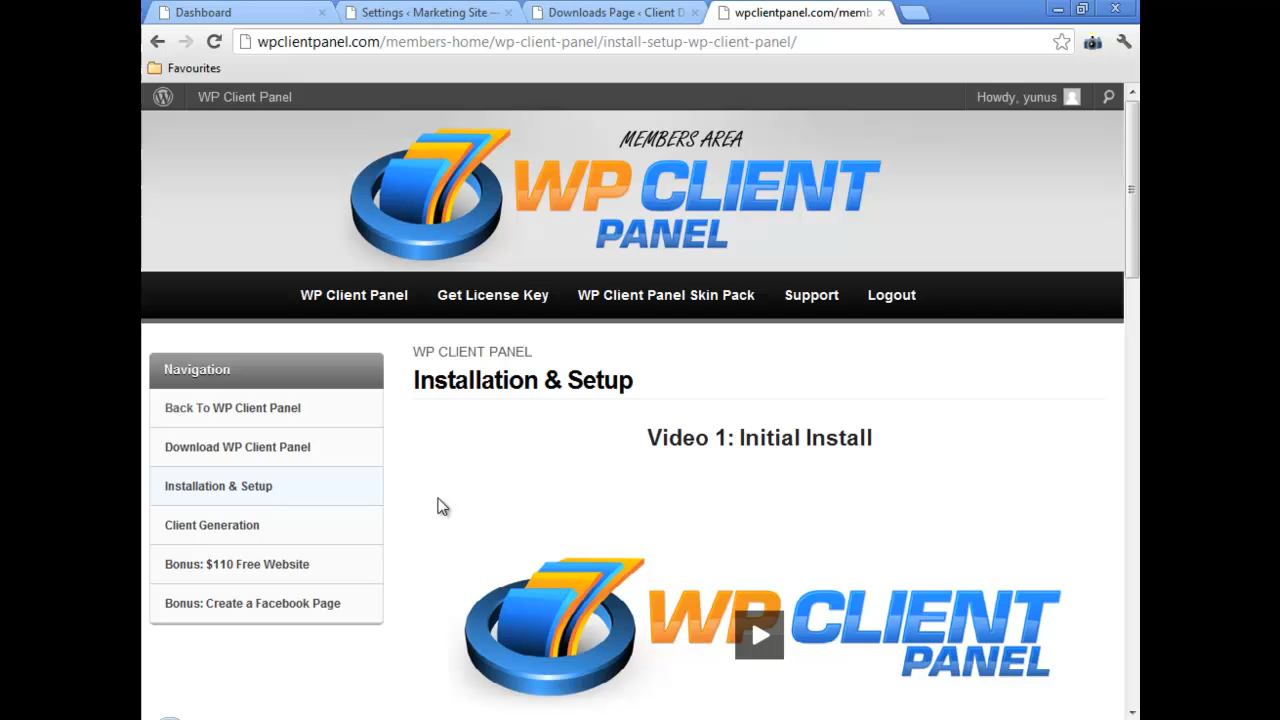 Dashboard
Settings ‹ Marketing Site —
Downloads Page ‹ Client D
wpclientpanel.com/memb
wpclientpanel.com/members-home/wp-client-panel/install-setup-wp-client-panel/
Favourites
WP Client Panel
Howdy, yunus
MEMBERS AREA
WP CLIENT
PANEL
WP Client Panel
Get License Key
WP Client Panel Skin Pack
Support
Logout
Navigation
Back To WP Client Panel
Download WP Client Panel
Installation & Setup
Client Generation
Bonus: $110 Free Website
Bonus: Create a Facebook Page
WP CLIENT PANEL
Installation & Setup
Video 1: Initial Install
WP CLIENT
PANEL